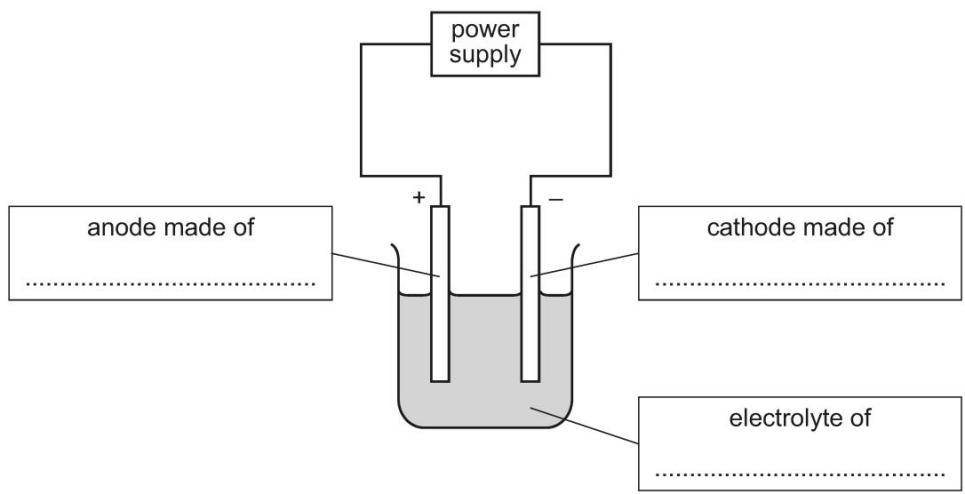 power
supply
+
–
anode made of
..........................................
cathode made of
..........................................
electrolyte of
..........................................